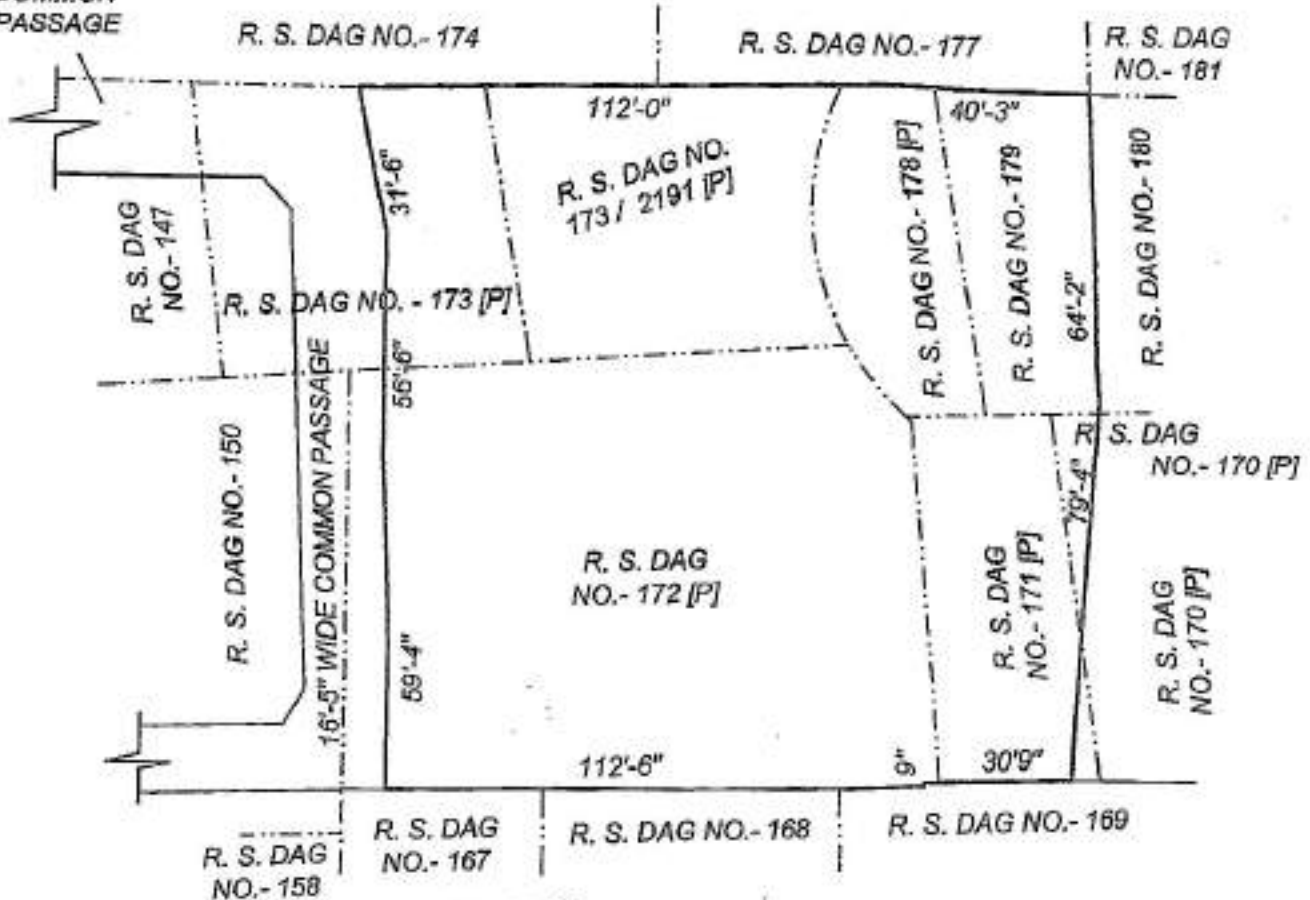 PASSAGE
R. S. DAG NO.- 174
R. S. DAG NO.- 177
R. S. DAG
NO.- 181
112'-0"
40'-3"
31'-6"
R. S. DAG NO.
173 / 2191 [P]
R. S. DAG NO.- 178 [P]
R. S. DAG NO.- 179
R. S. DAG NO.- 180
R. S. DAG
NO.- 147
R. S. DAG NO. - 173 [P]
64'-2"
56'-6"
R. S. DAG NO.- 150
16'-5" WIDE COMMON PASSAGE
R. S. DAG
NO.- 170 [P]
79'-4"
R. S. DAG
NO.- 172 [P]
R. S. DAG
NO.- 171 [P]
R. S. DAG
NO.- 170 [P]
59'-4"
112'-6"
9"
30'9"
R. S. DAG
NO.- 158
R. S. DAG
NO.- 167
R. S. DAG NO.- 168
R. S. DAG NO.- 169